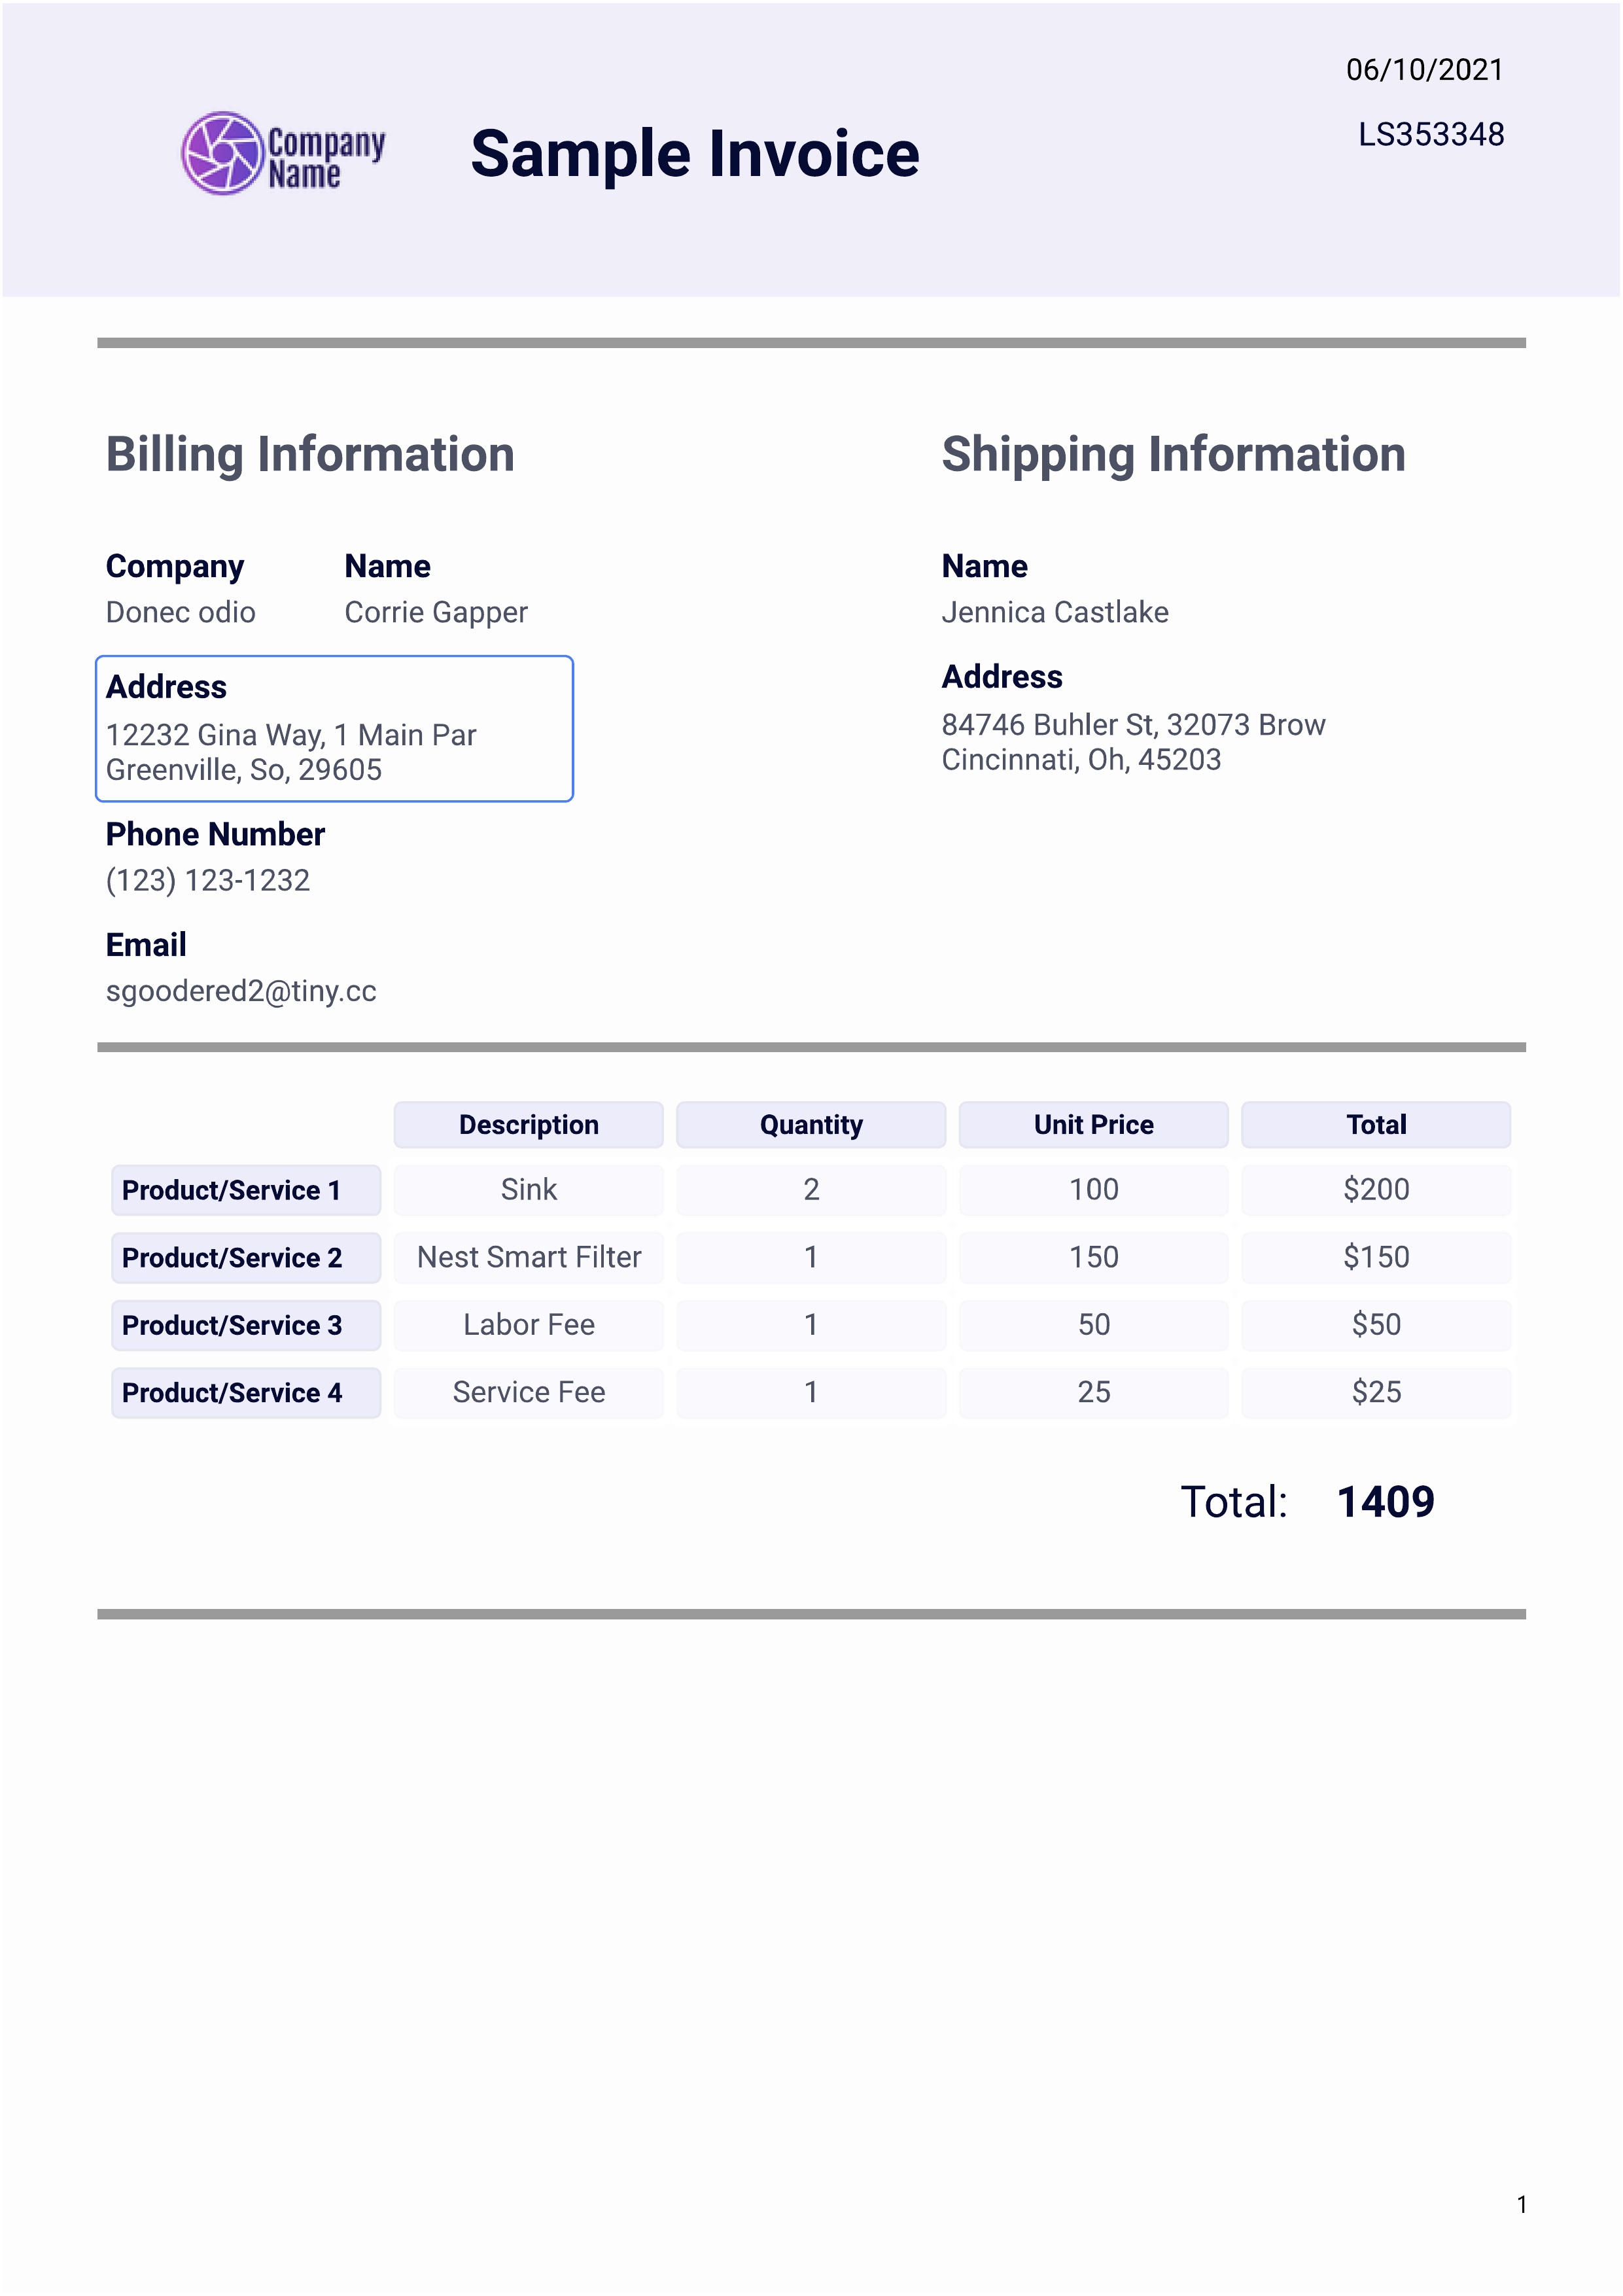 06/10/2021
LS353348
Company
Name
Sample Invoice
Billing Information
Shipping Information
Company Name
Donec odio Corrie Gapper
Name
Jennica Castlake
Address
12232 Gina Way, 1 Main Par
Greenville, So, 29605
Address
84746 Buhler St, 32073 Brow
Cincinnati, Oh, 45203
Phone Number
(123) 123-1232
Email
sgoodered2@tiny.cc
Description Quantity Unit Price Total
Product/Service 1 Sink 2 100 $200
Product/Service 2 Nest Smart Filter 1 150 $150
Product/Service 3 Labor Fee 1 50 $50
Product/Service 4 Service Fee 1 25 $25
Total: 1409
1